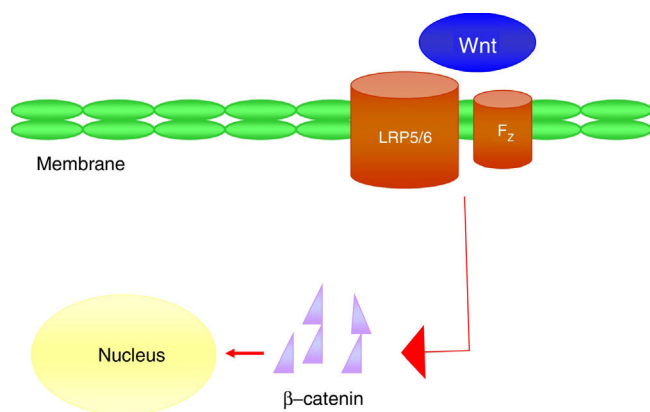 Wnt
LRP5/6
Fz
Membrane
Nucleus
β–catenin